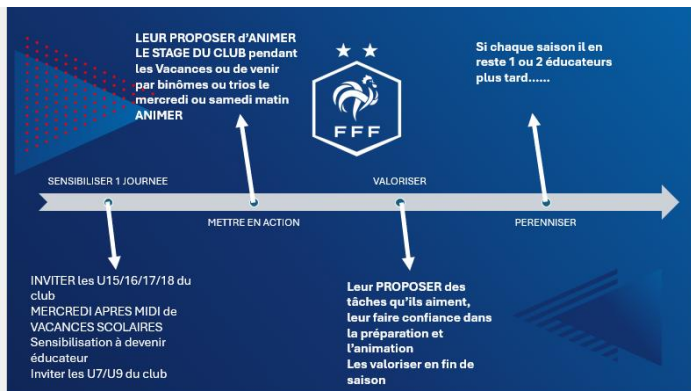 LEUR PROPOSER d'ANIMER
LE STAGE DU CLUB pendant
les Vacances ou de venir
par binômes ou trios le
mercredi ou samedi matin
ANIMER
FFF
Si chaque saison il en
reste 1 ou 2 éducateurs
plus tard......
SENSIBILISER 1 JOURNEE
VALORISER
METTRE EN ACTION
PERENNISER
INVITER les U15/16/17/18 du
club
MERCREDI APRES MIDI de
VACANCES SCOLAIRES
Sensibilisation à devenir
éducateur
Inviter les U7/U9 du club
Leur PROPOSER des
tâches qu'ils aiment,
leur faire confiance dans
la préparation et
l'animation
Les valoriser en fin de
saison